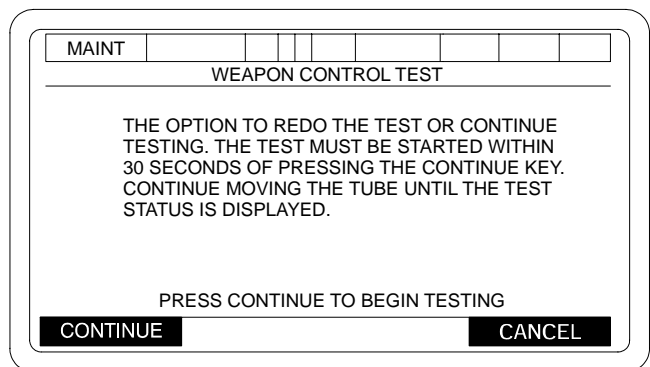 MAINT
WEAPON CONTROL TEST
THE OPTION TO REDO THE TEST OR CONTINUE
TESTING. THE TEST MUST BE STARTED WITHIN
30 SECONDS OF PRESSING THE CONTINUE KEY.
CONTINUE MOVING THE TUBE UNTIL THE TEST
STATUS IS DISPLAYED.
PRESS CONTINUE TO BEGIN TESTING
CONTINUE CANCEL